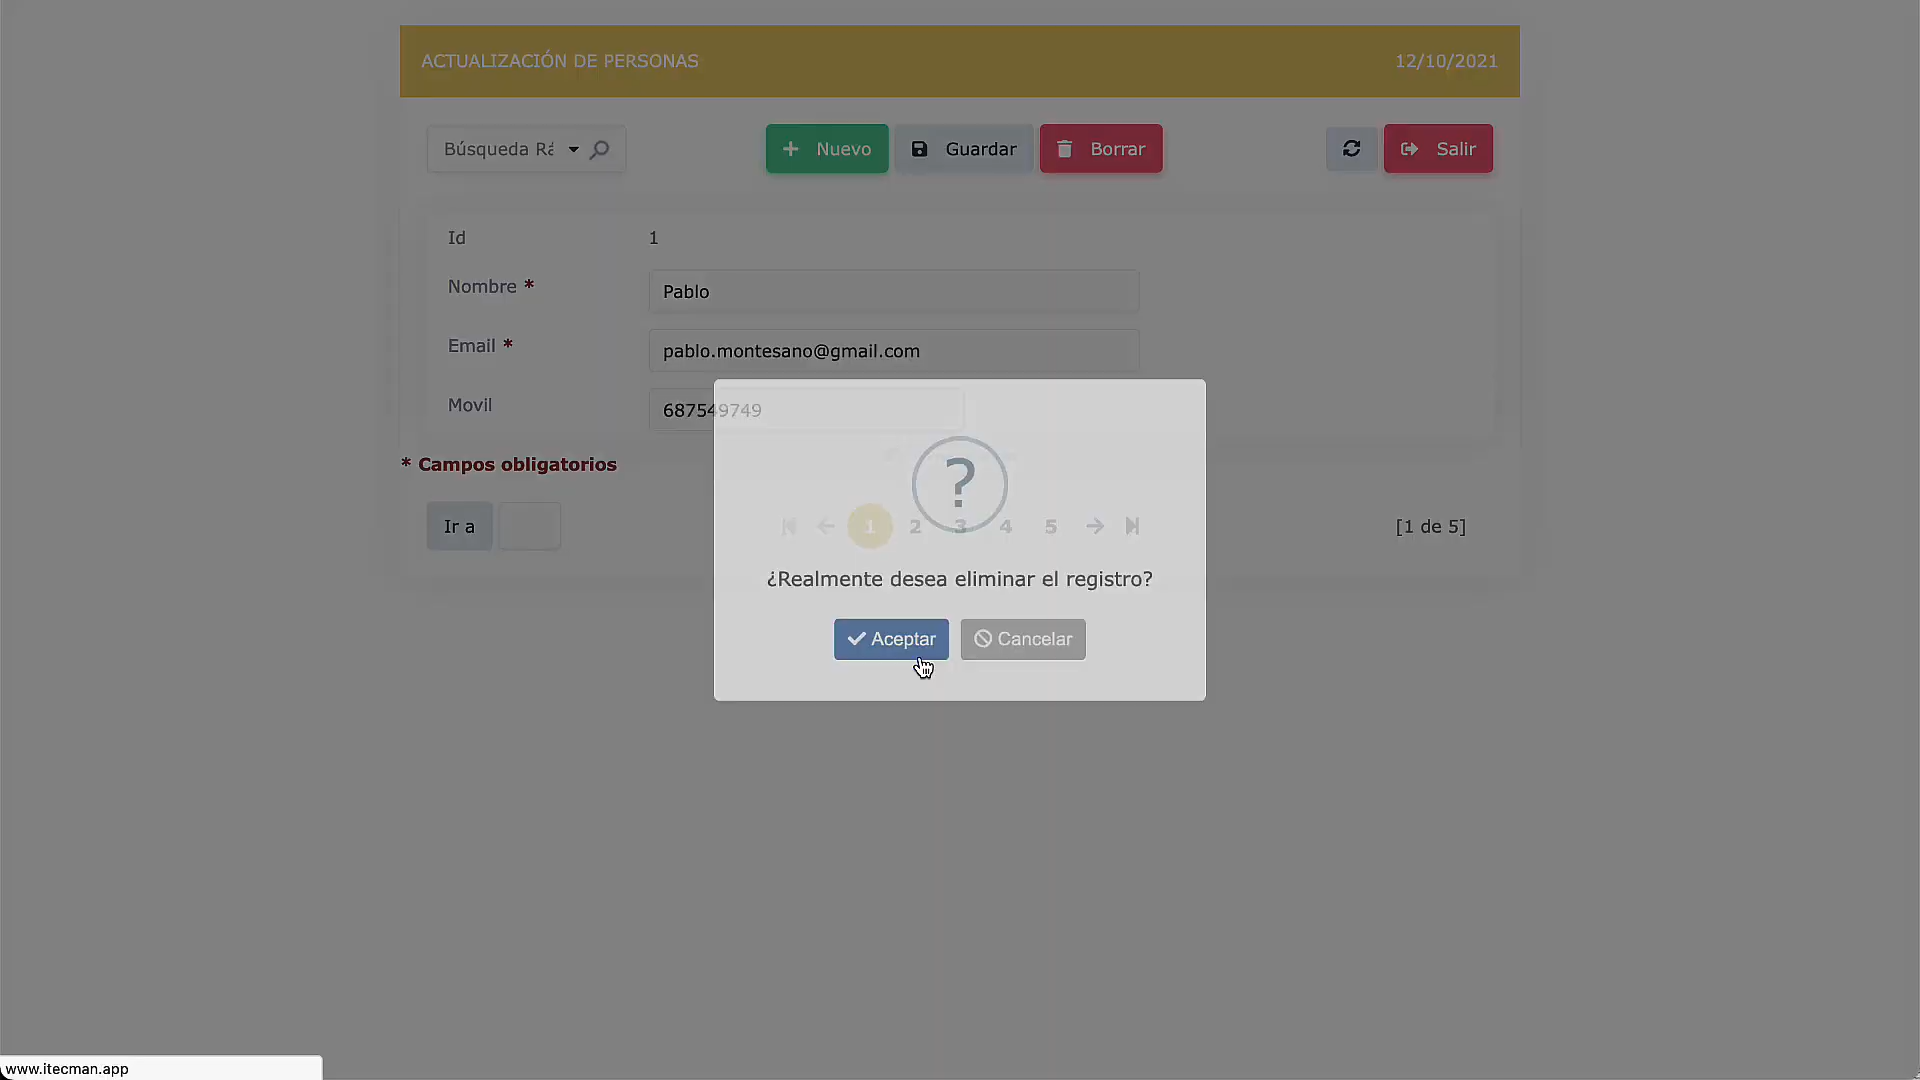 ACTUALIZACIÓN DE PERSONAS 12/10/2021
Búsqueda Rá Nuevo Guardar Borrar Salir
Id 1
Nombre * Pablo
Email * pablo.montesano@gmail.com
Movil 687549749
* Campos obligatorios
Ir a 1 2 3 4 5 [1 de 5]
?
¿Realmente desea eliminar el registro?
Aceptar Cancelar
www.itecman.app